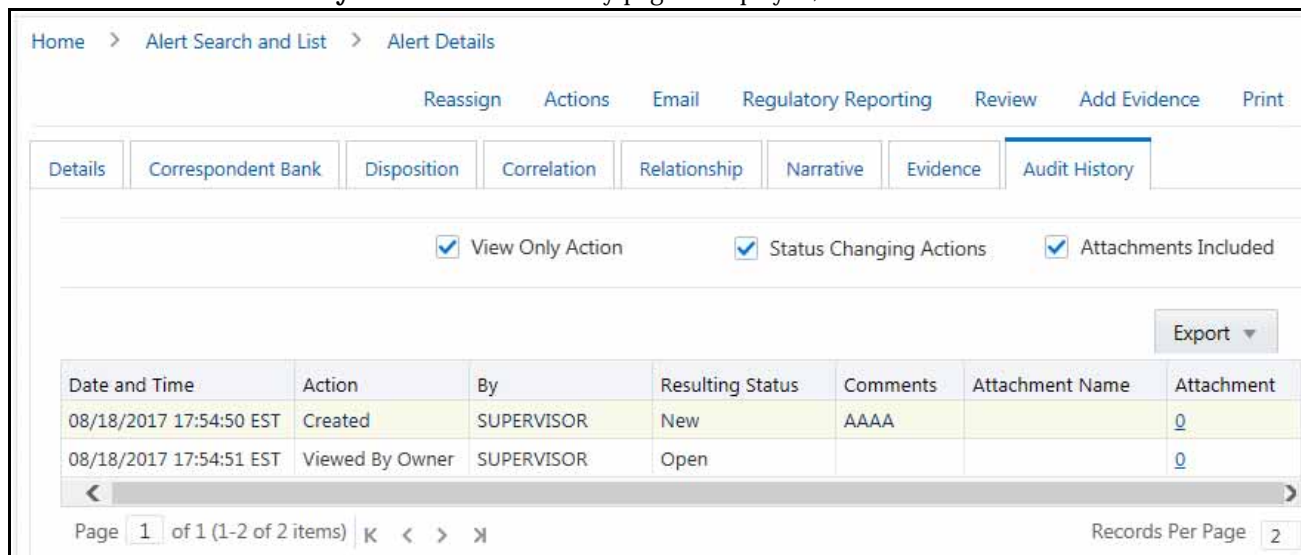 Home > Alert Search and List > Alert Details
Reassign Actions Email Regulatory Reporting Review Add Evidence Print
Details Correspondent Bank Disposition Correlation Relationship Narrative Evidence Audit History
View Only Action Status Changing Actions Attachments Included
Export
Date and Time Action By Resulting Status Comments Attachment Name Attachment
08/18/2017 17:54:50 EST Created SUPERVISOR New AAAA 0
08/18/2017 17:54:51 EST Viewed By Owner SUPERVISOR Open 0
Page 1 of 1 (1-2 of 2 items) Records Per Page 2